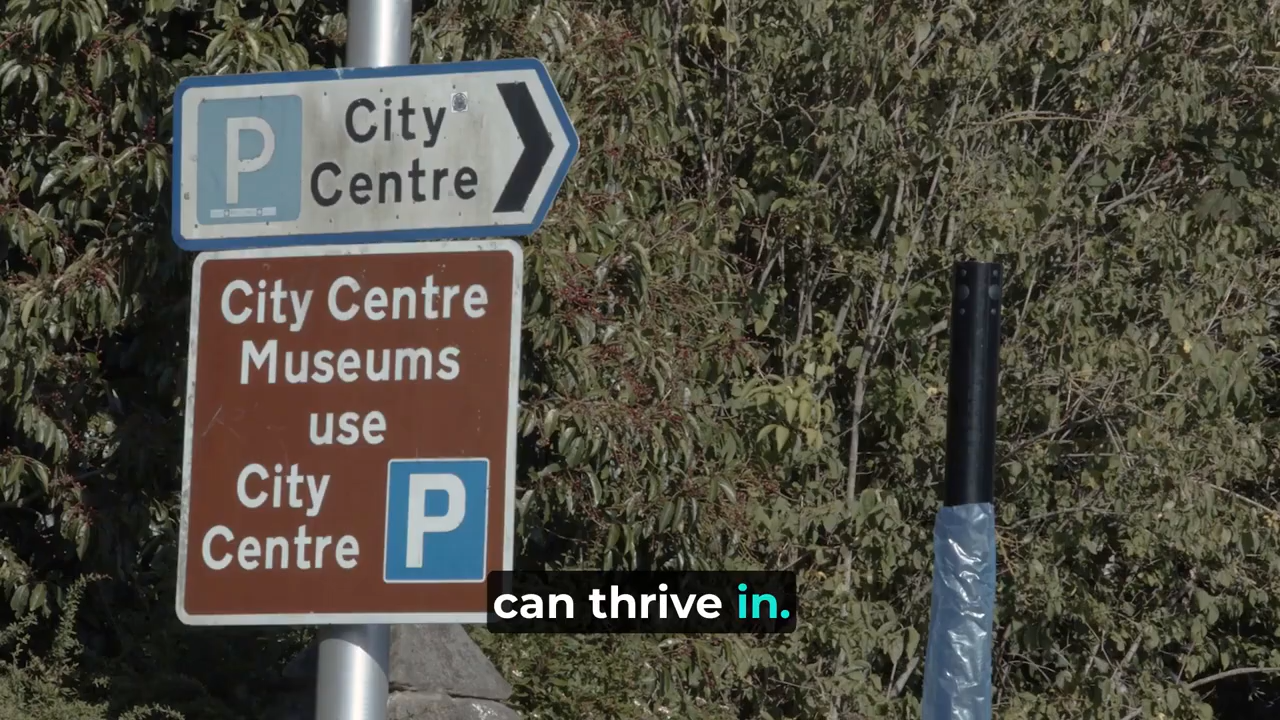 P City
Centre
City Centre
Museums
use
City
Centre P
can thrive in.